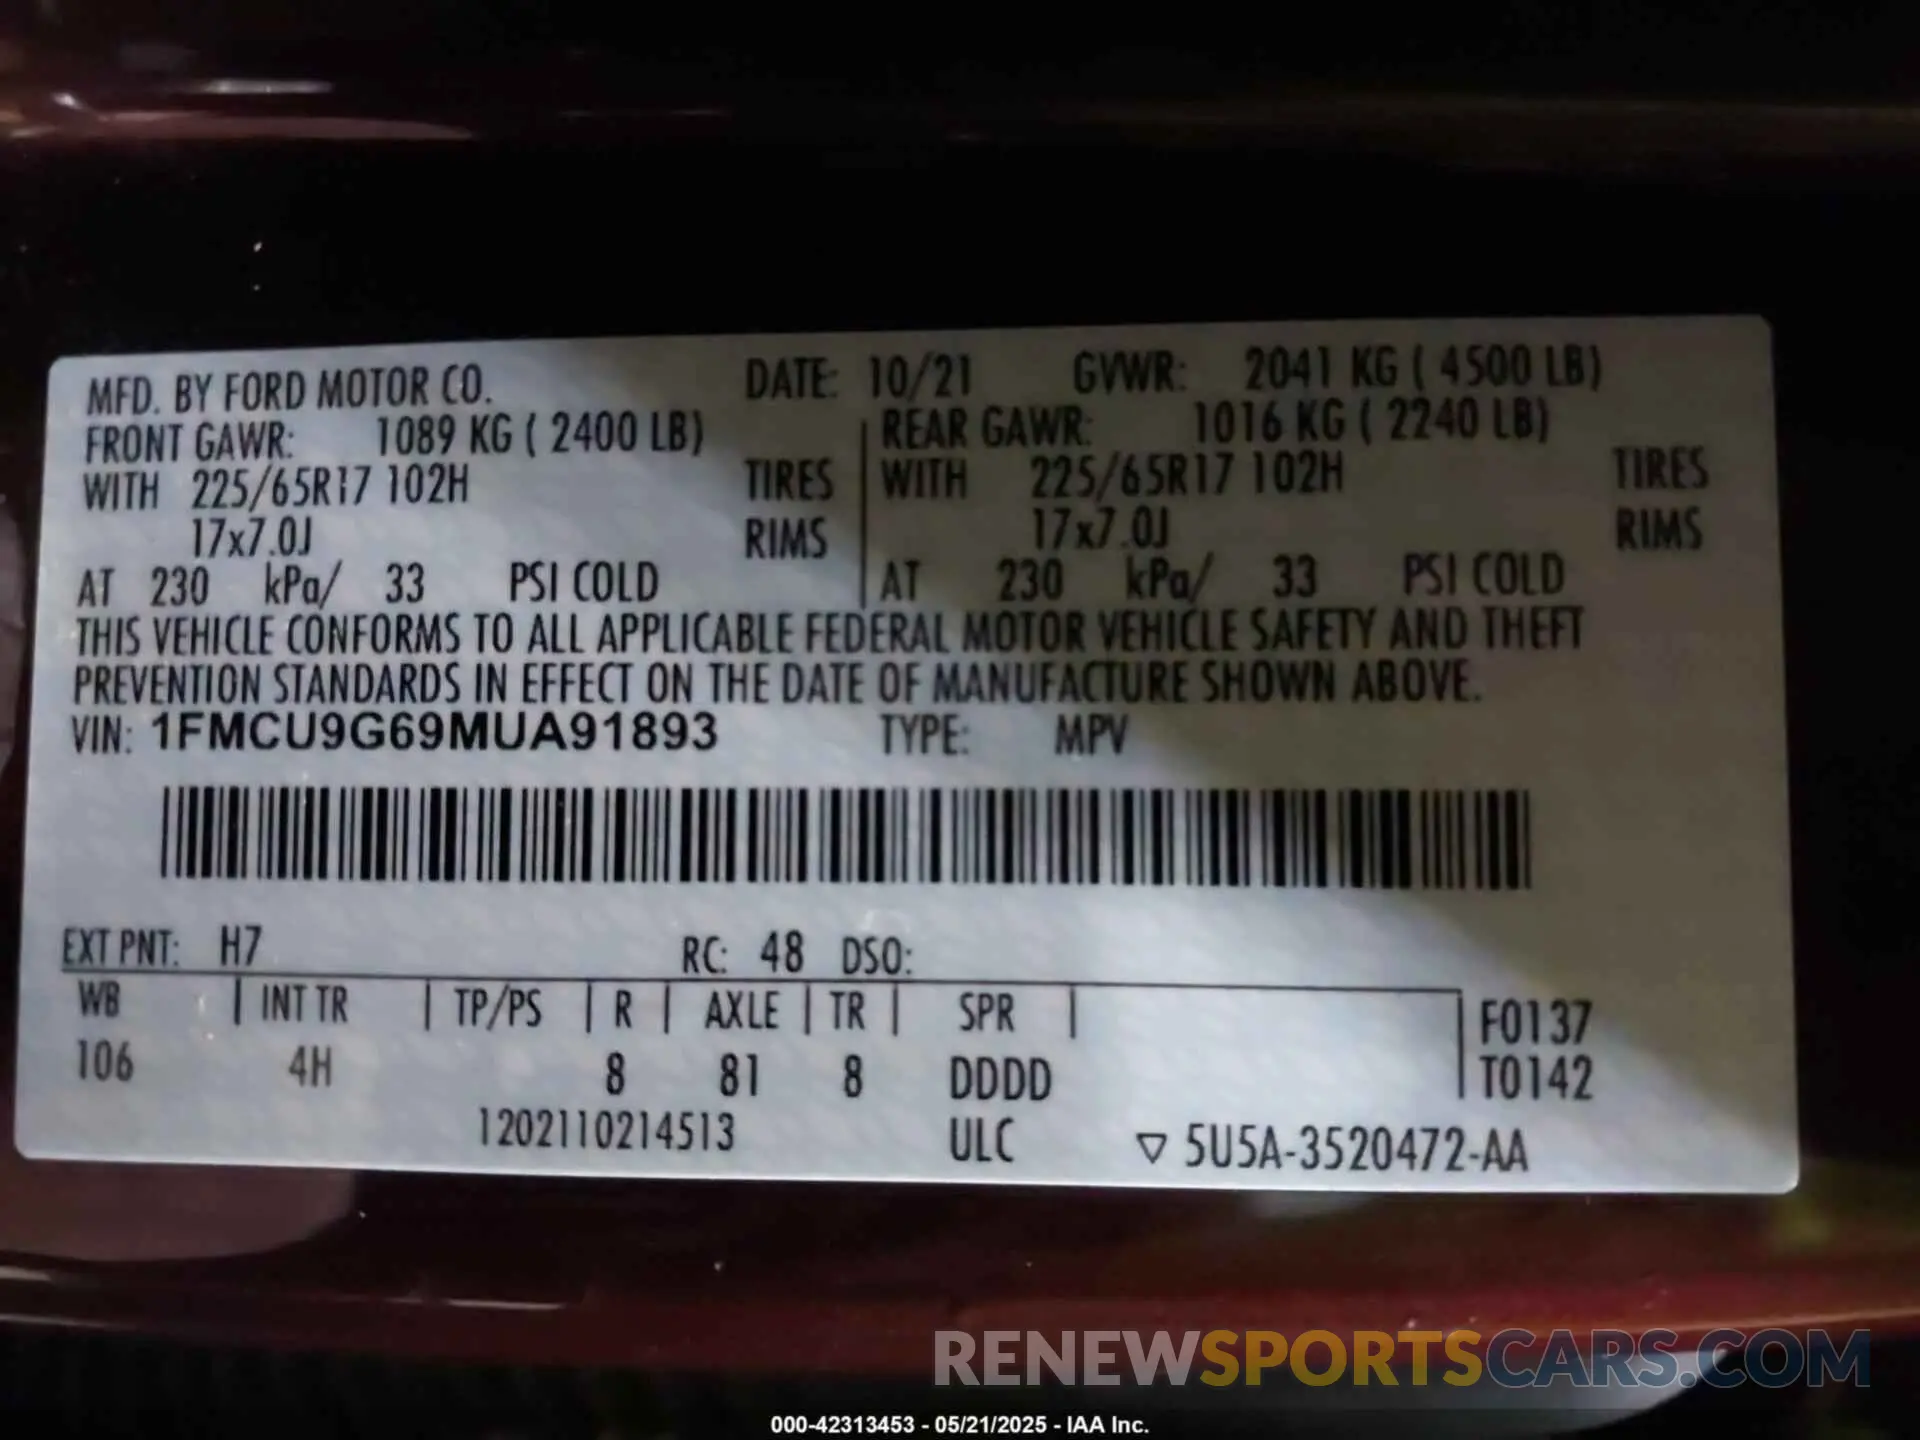 MFD. BY FORD MOTOR CO. DATE: 10/21 GVWR: 2041 KG ( 4500 LB)
FRONT GAWR: 1089 KG ( 2400 LB) REAR GAWR: 1016 KG ( 2240 LB)
WITH 225/65R17 102H TIRES WITH 225/65R17 102H TIRES
17x7.0J RIMS 17x7.0J RIMS
AT 230 kPa/ 33 PSI COLD AT 230 kPa/ 33 PSI COLD
THIS VEHICLE CONFORMS TO ALL APPLICABLE FEDERAL MOTOR VEHICLE SAFETY AND THEFT
PREVENTION STANDARDS IN EFFECT ON THE DATE OF MANUFACTURE SHOWN ABOVE.
VIN: 1FMCU9G69MUA91893 TYPE: MPV
EXT PNT: H7 RC: 48 DSO:
WB | INT TR | TP/PS | R | AXLE | TR | SPR | F0137
106 4H 8 81 8 DDDD T0142
1202110214513 ULC ▽ 5U5A-3520472-AA
RENEWSPORTSCARS.COM
000-42313453 - 05/21/2025 - IAA Inc.